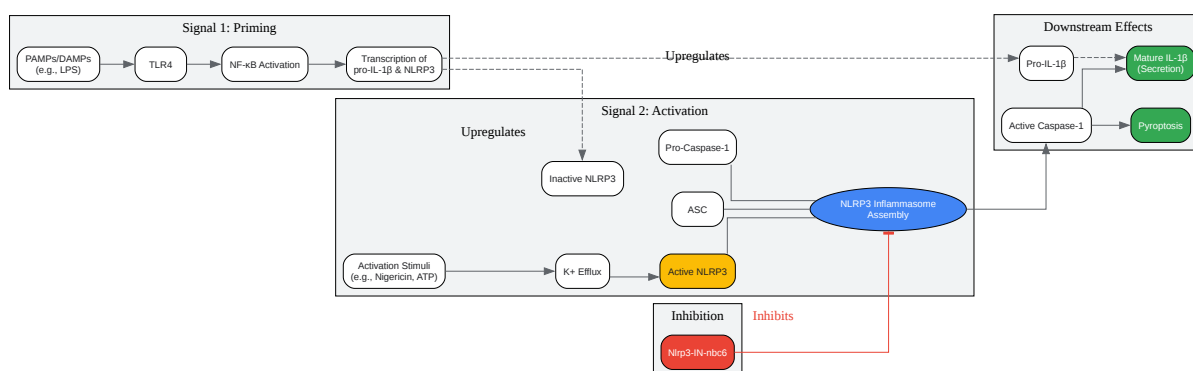 Signal 1: Priming
PAMPs/DAMPs
(e.g., LPS)
TLR4
NF-κB Activation
Transcription of
pro-IL-1β & NLRP3
Upregulates
Downstream Effects
Pro-IL-1β
Mature IL-1β
(Secretion)
Active Caspase-1
Pyroptosis
Signal 2: Activation
Upregulates
Pro-Caspase-1
Inactive NLRP3
ASC
NLRP3 Inflammasome
Assembly
Activation Stimuli
(e.g., Nigericin, ATP)
K+ Efflux
Active NLRP3
Inhibition
Inhibits
Nlrp3-IN-nbc6